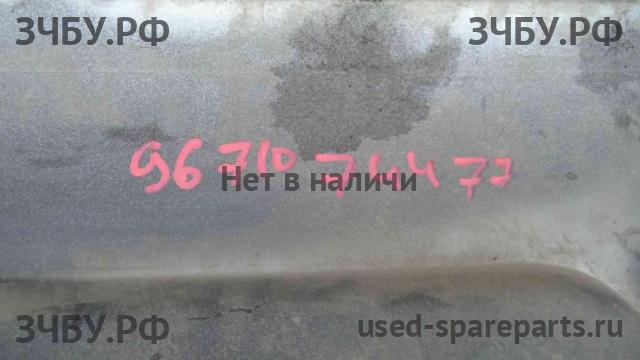 ЗЧБУ.РФ ЗЧБУ.РФ
96 710 744 77
Нет в наличи
ЗЧБУ.РФ used-spareparts.ru